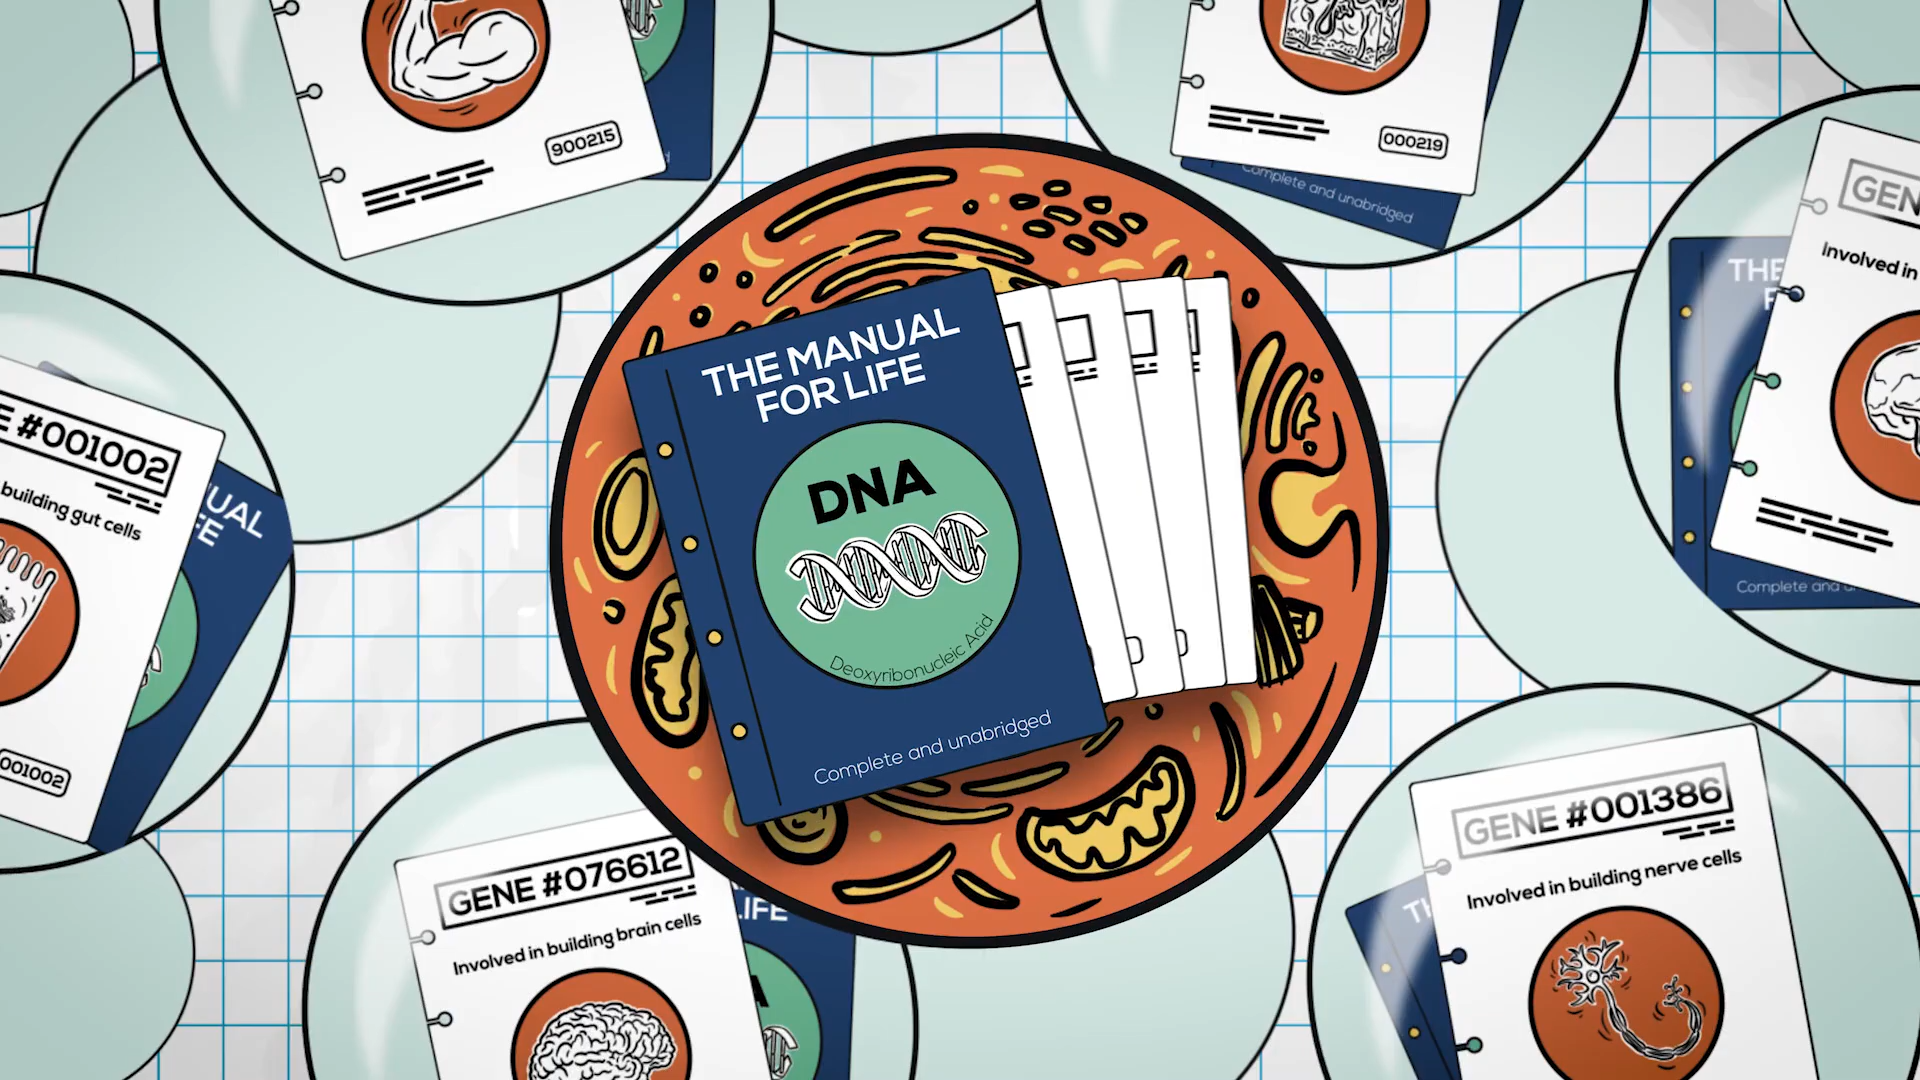 900215
000219
Complete and unabridged
GEN
Involved in
THE
F
Complete and
THE MANUAL
FOR LIFE
DNA
Deoxyribonucleic Acid
Complete and unabridged
E #001002
building gut cells
UAL
FE
001002
GENE #076612
Involved in building brain cells
LIFE
A
GENE #001386
Involved in building nerve cells
TH